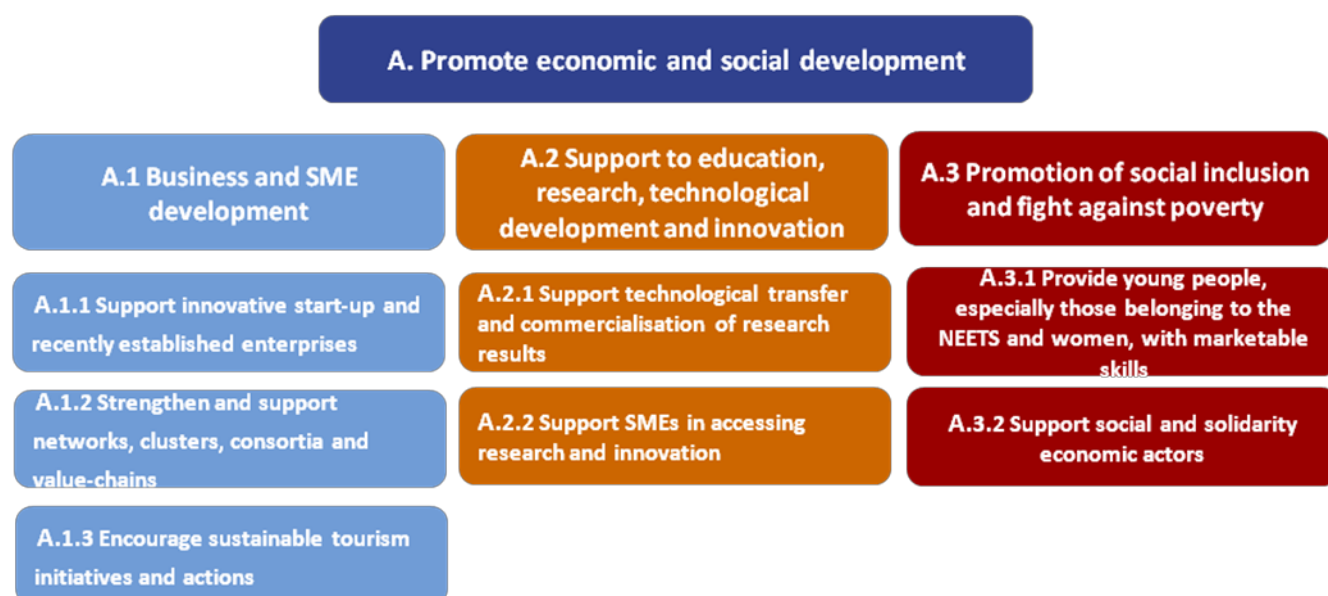 A. Promote economic and social development
A.1 Business and SME
development
A.1.1 Support innovative start-up and
recently established enterprises
A.1.2 Strengthen and support
networks, clusters, consortia and
value-chains
A.1.3 Encourage sustainable tourism
initiatives and actions
A.2 Support to education,
research, technological
development and innovation
A.2.1 Support technological transfer
and commercialisation of research
results
A.2.2 Support SMEs in accessing
research and innovation
A.3 Promotion of social inclusion
and fight against poverty
A.3.1 Provide young people,
especially those belonging to the
NEETS and women, with marketable
skills
A.3.2 Support social and solidarity
economic actors